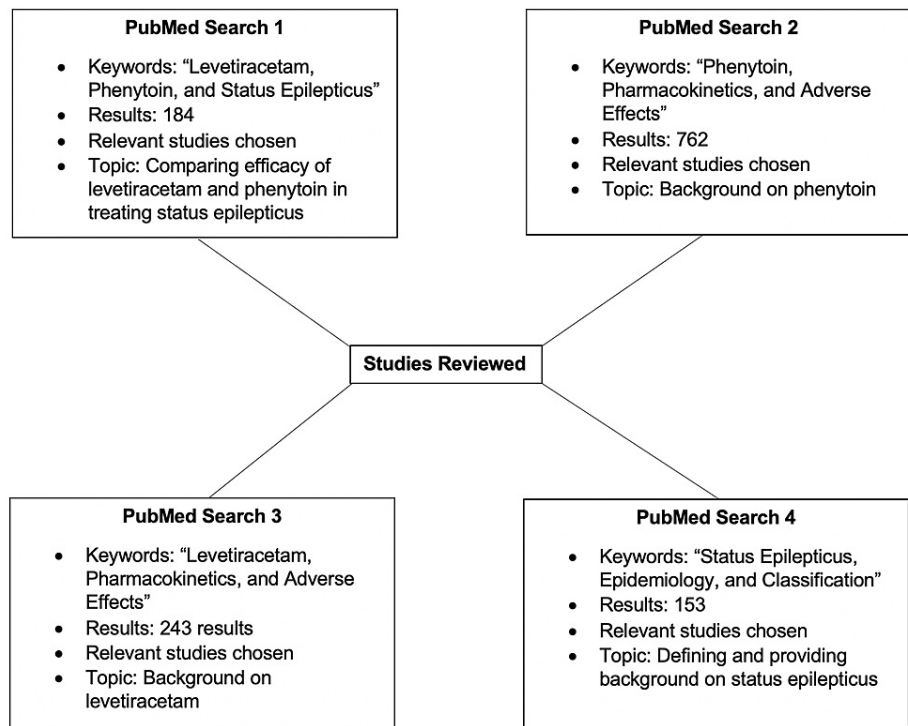 PubMed Search 1
• Keywords: “Levetiracetam,
Phenytoin, and Status Epilepticus”
• Results: 184
• Relevant studies chosen
• Topic: Comparing efficacy of
levetiracetam and phenytoin in
treating status epilepticus
PubMed Search 2
• Keywords: “Phenytoin,
Pharmacokinetics, and Adverse
Effects”
• Results: 762
• Relevant studies chosen
• Topic: Background on phenytoin
Studies Reviewed
PubMed Search 3
• Keywords: “Levetiracetam,
Pharmacokinetics, and Adverse
Effects”
• Results: 243 results
• Relevant studies chosen
• Topic: Background on
levetiracetam
PubMed Search 4
• Keywords: “Status Epilepticus,
Epidemiology, and Classification”
• Results: 153
• Relevant studies chosen
• Topic: Defining and providing
background on status epilepticus